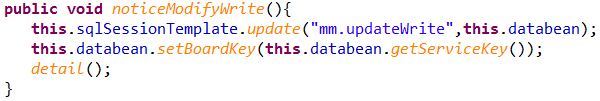 public void noticeModifyWrite(){
this.sqlSessionTemplate.update("mm.updateWrite",this.databean);
this.databean.setBoardKey(this.databean.getServiceKey());
detail();
}